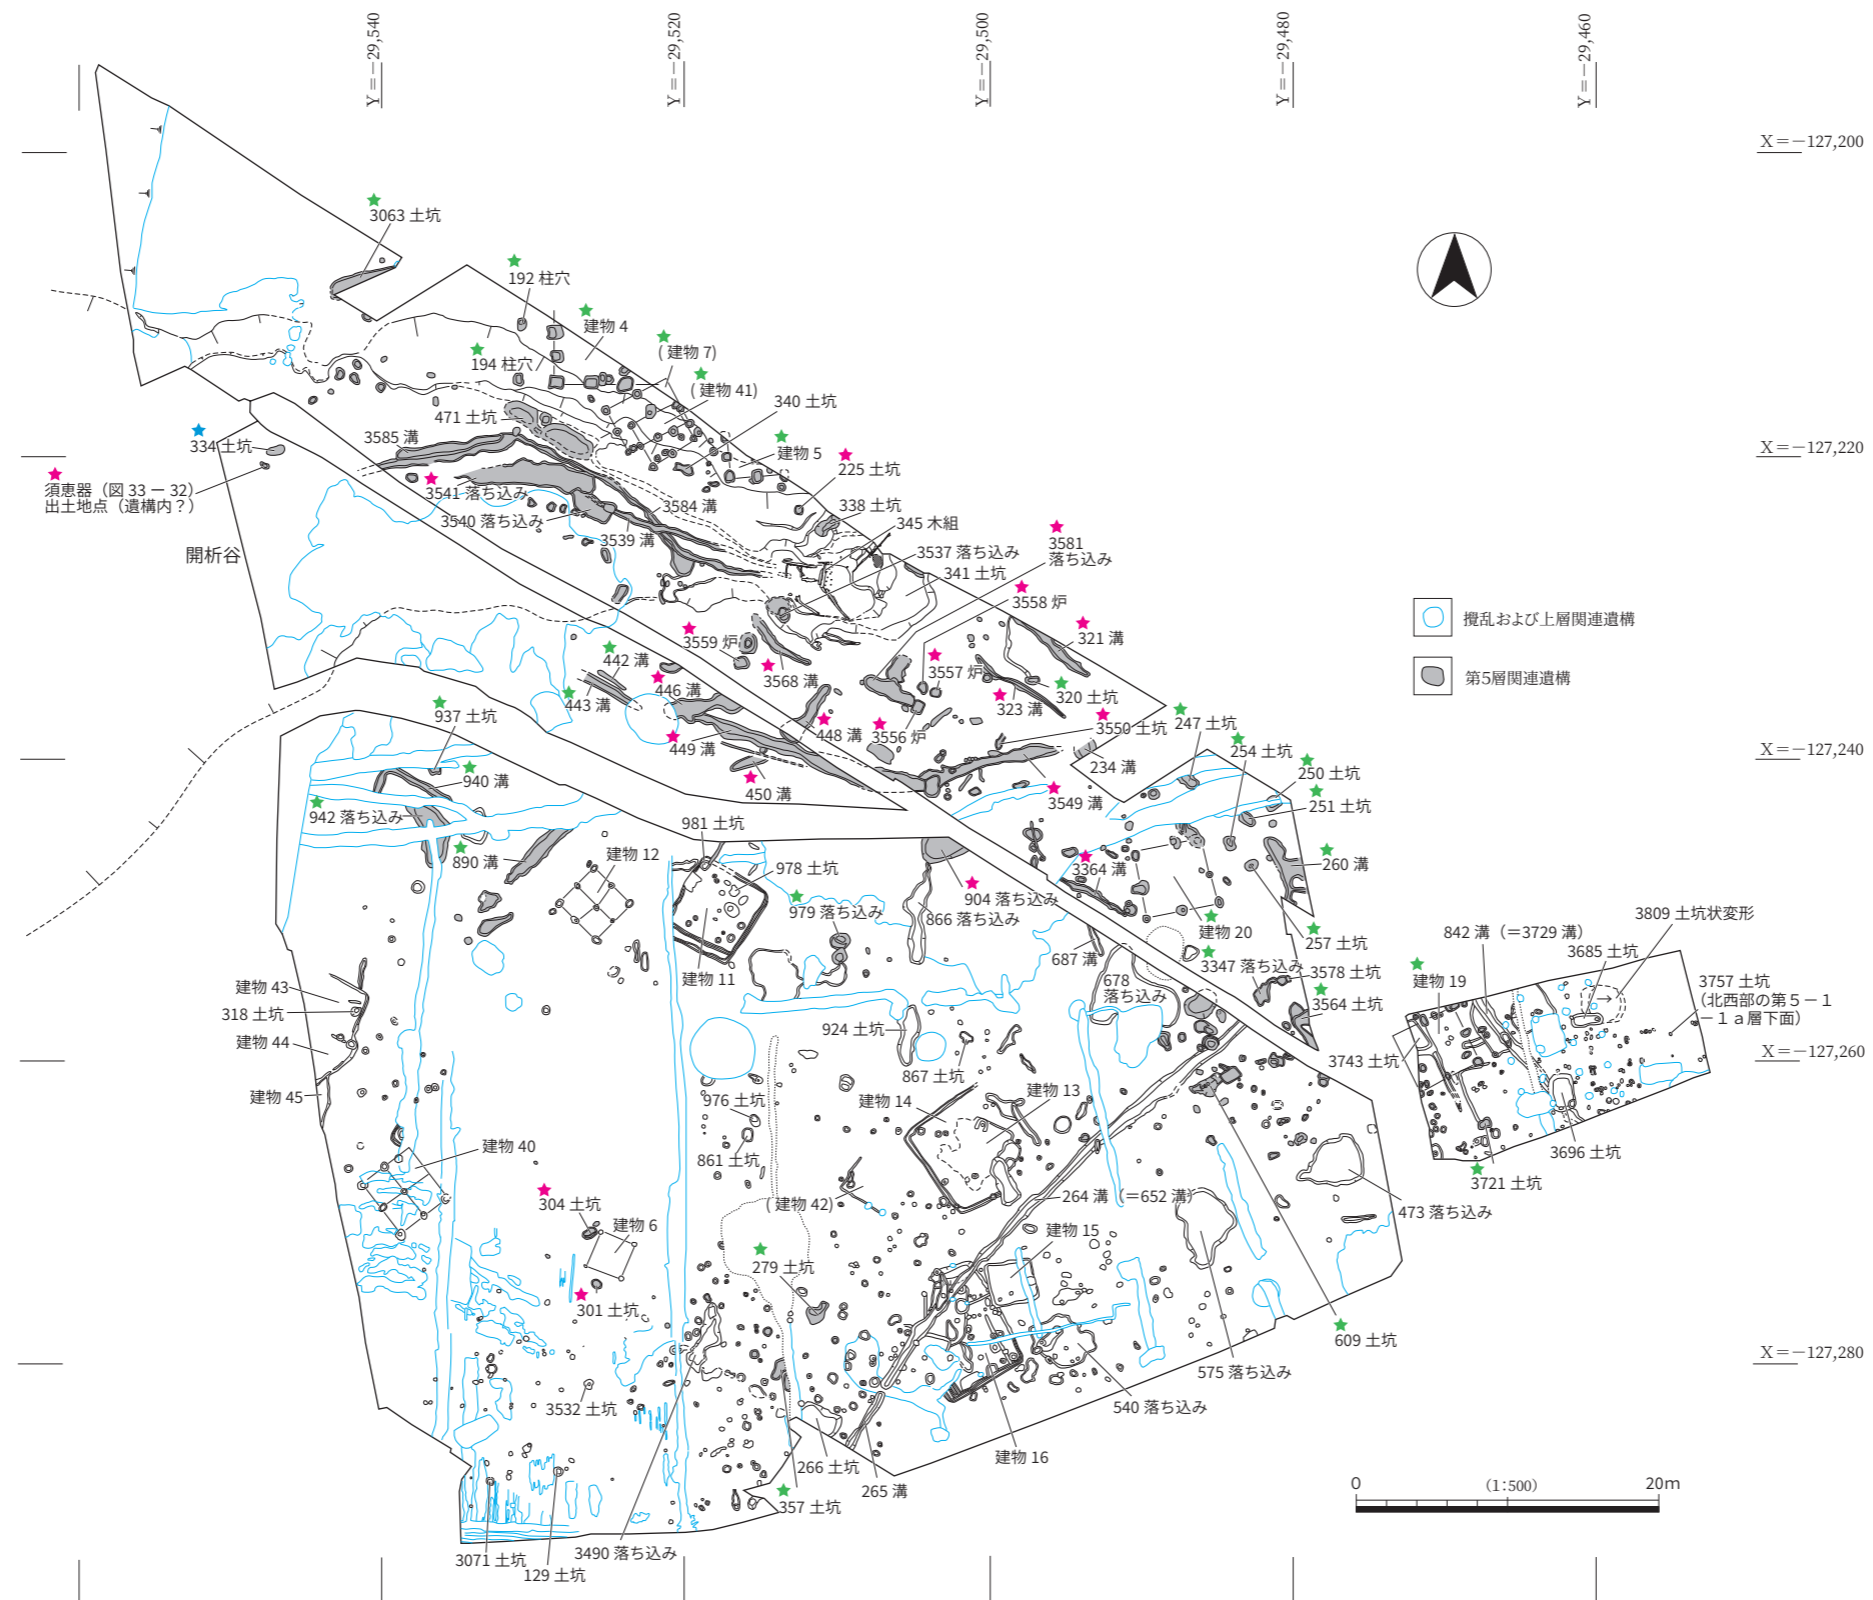 Y＝－29,540
Y＝－29,520
Y＝－29,500
Y＝－29,480
Y＝－29,460
X＝－127,200
3063 土坑
192 柱穴
建物 4
194 柱穴
( 建物 7)
( 建物 41)
340 土坑
471 土坑
3585 溝
334 土坑
建物 5
225 土坑
X＝－127,220
須恵器（図 33 － 32）
出土地点（遺構内？）
3541 落ち込み
3540 落ち込み
3584 溝
3539 溝
338 土坑
345 木組
3537 落ち込み
341 土坑
3581
落ち込み
開析谷
3558 炉
321 溝
3559 炉
3568 溝
3557 炉
320 土坑
323 溝
442 溝
443 溝
446 溝
448 溝
449 溝
450 溝
3556 炉
3550 土坑
234 溝
3549 溝
247 土坑
254 土坑
250 土坑
251 土坑
260 溝
257 土坑
X＝－127,240
攪乱および上層関連遺構
第5層関連遺構
937 土坑
940 溝
942 落ち込み
890 溝
建物 12
981 土坑
978 土坑
建物 11
979 落ち込み
866 落ち込み
904 落ち込み
3364 溝
687 溝
678
落ち込み
建物 20
3347 落ち込み
3578 土坑
3564 土坑
建物 19
842 溝（＝3729 溝）
3809 土坑状変形
3685 土坑
3757 土坑
（北西部の第５－１
－１ａ層下面）
3743 土坑
X＝－127,260
3696 土坑
3721 土坑
建物 43
318 土坑
建物 44
建物 45
建物 40
924 土坑
867 土坑
976 土坑
861 土坑
建物 14
建物 13
( 建物 42)
264 溝（＝652 溝）
473 落ち込み
304 土坑
建物 6
301 土坑
279 土坑
建物 15
609 土坑
575 落ち込み
540 落ち込み
建物 16
X＝－127,280
3532 土坑
266 土坑
265 溝
357 土坑
3071 土坑
129 土坑
3490 落ち込み
0
（1：500）
20m